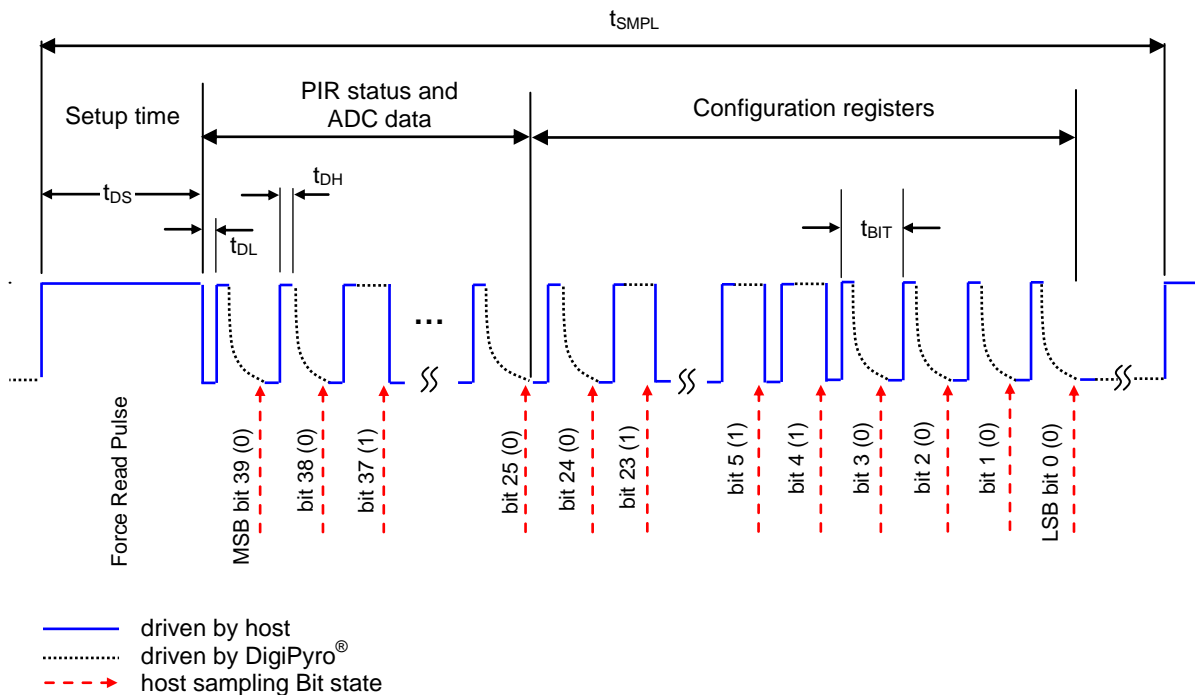 tSMPL
PIR status and
ADC data
Configuration registers
Setup time
tDS
tDH
tDL
tBIT
...
Force Read Pulse
MSB bit 39 (0)
bit 38 (0)
bit 37 (1)
bit 25 (0)
bit 24 (0)
bit 23 (1)
bit 5 (1)
bit 4 (1)
bit 3 (0)
bit 2 (0)
bit 1 (0)
LSB bit 0 (0)
driven by host
driven by DigiPyro®
host sampling Bit state